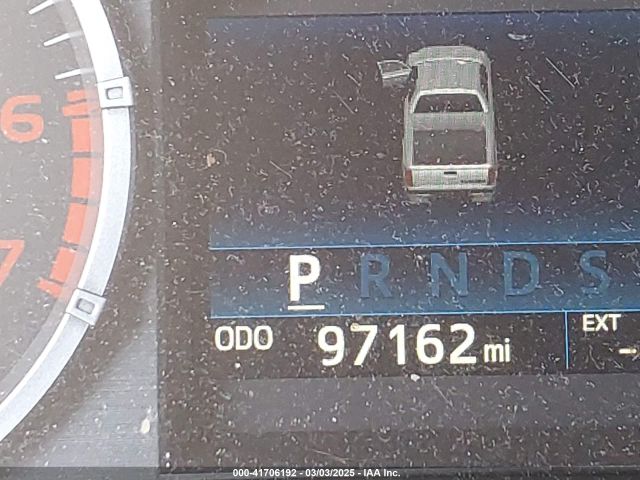 6
7
P R N D S
ODO 97162 mi
EXT
--
000-41706192 - 03/03/2025 - IAA Inc.